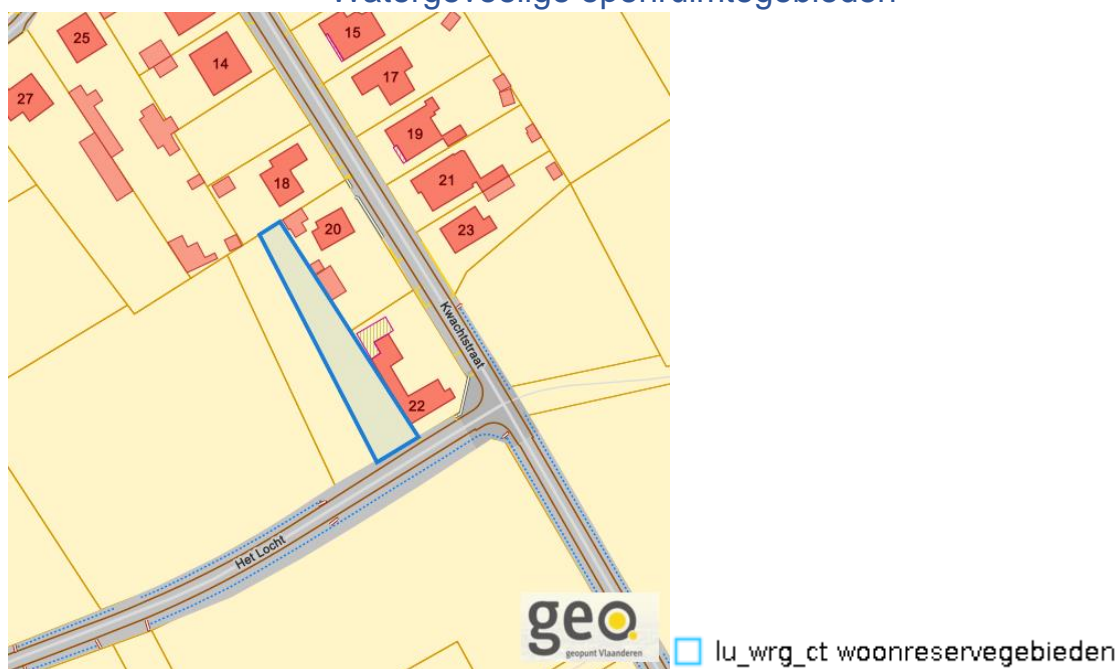 Watergevoelige openruimtegebieden
25
15
14
17
27
19
18
21
20
23
Kwachtstraat
22
Het Locht
geo
geopunt Vlaanderen
lu_wrg_ct woonreservegebieden